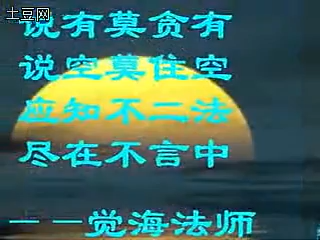 土豆网
说有莫贪有
说空莫住空
应知不二法
尽在不言中
— —觉海法师